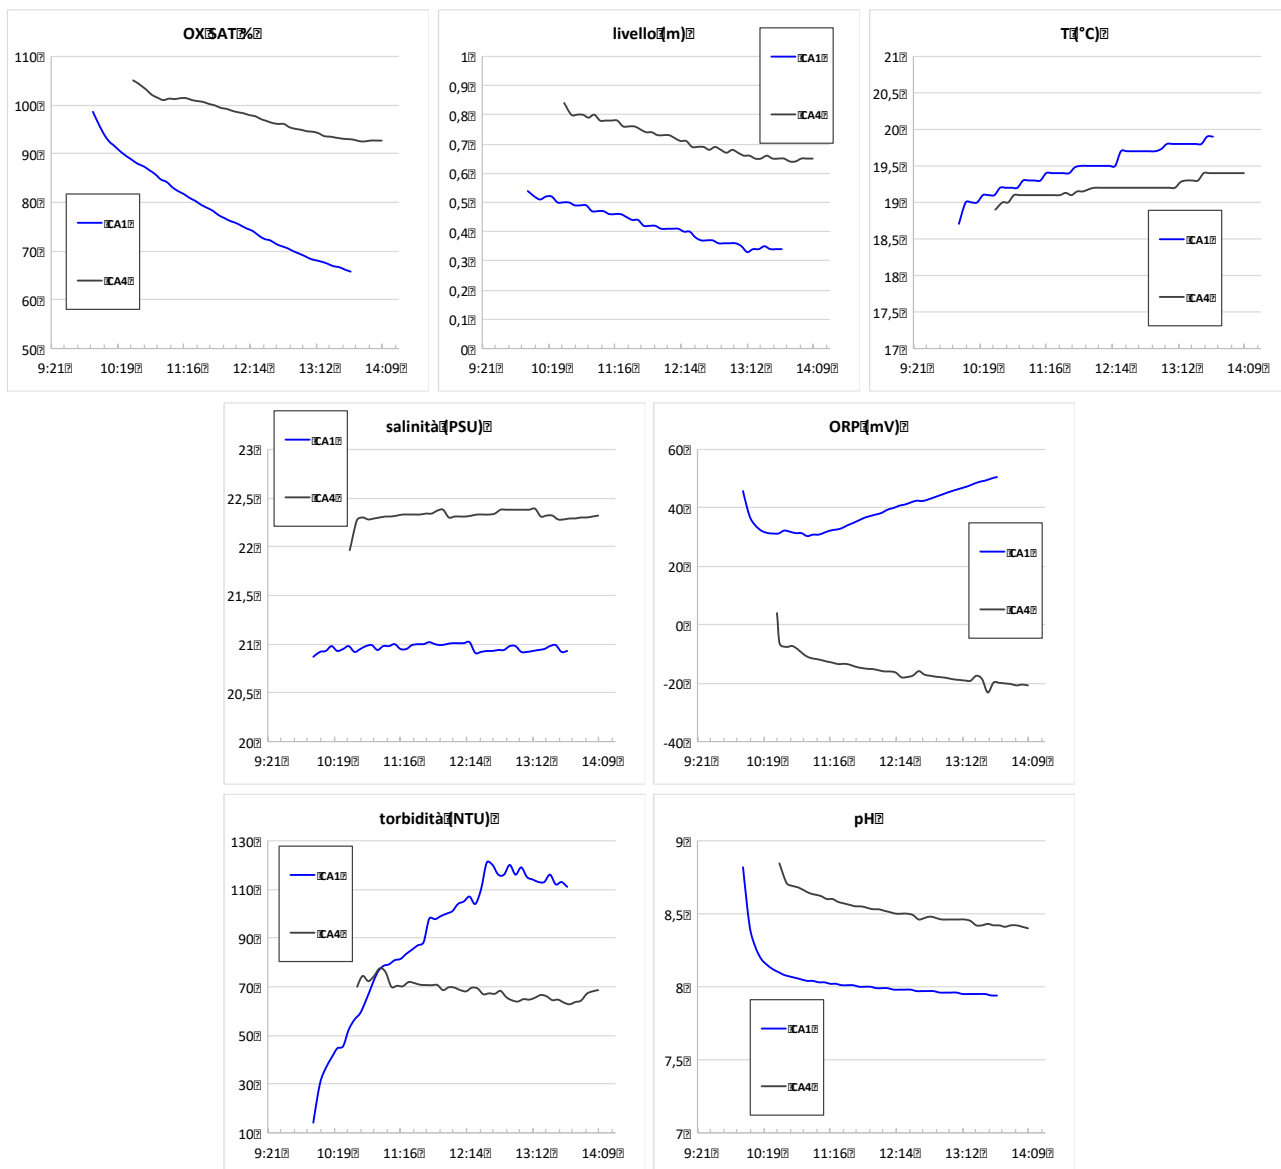 OX SAT %
110
100
90
80
70
60
50
9:21 10:19 11:16 12:14 13:12 14:09
CA1
CA4
livello (m)
1
0,9
0,8
0,7
0,6
0,5
0,4
0,3
0,2
0,1
0
9:21 10:19 11:16 12:14 13:12 14:09
CA1
CA4
T (°C)
21
20,5
20
19,5
19
18,5
18
17,5
17
9:21 10:19 11:16 12:14 13:12 14:09
CA1
CA4
salinità (PSU)
23
22,5
22
21,5
21
20,5
20
9:21 10:19 11:16 12:14 13:12 14:09
CA1
CA4
ORP (mV)
60
40
20
0
-20
-40
9:21 10:19 11:16 12:14 13:12 14:09
CA1
CA4
torbidità (NTU)
130
110
90
70
50
30
10
9:21 10:19 11:16 12:14 13:12 14:09
CA1
CA4
pH
9
8,5
8
7,5
7
9:21 10:19 11:16 12:14 13:12 14:09
CA1
CA4